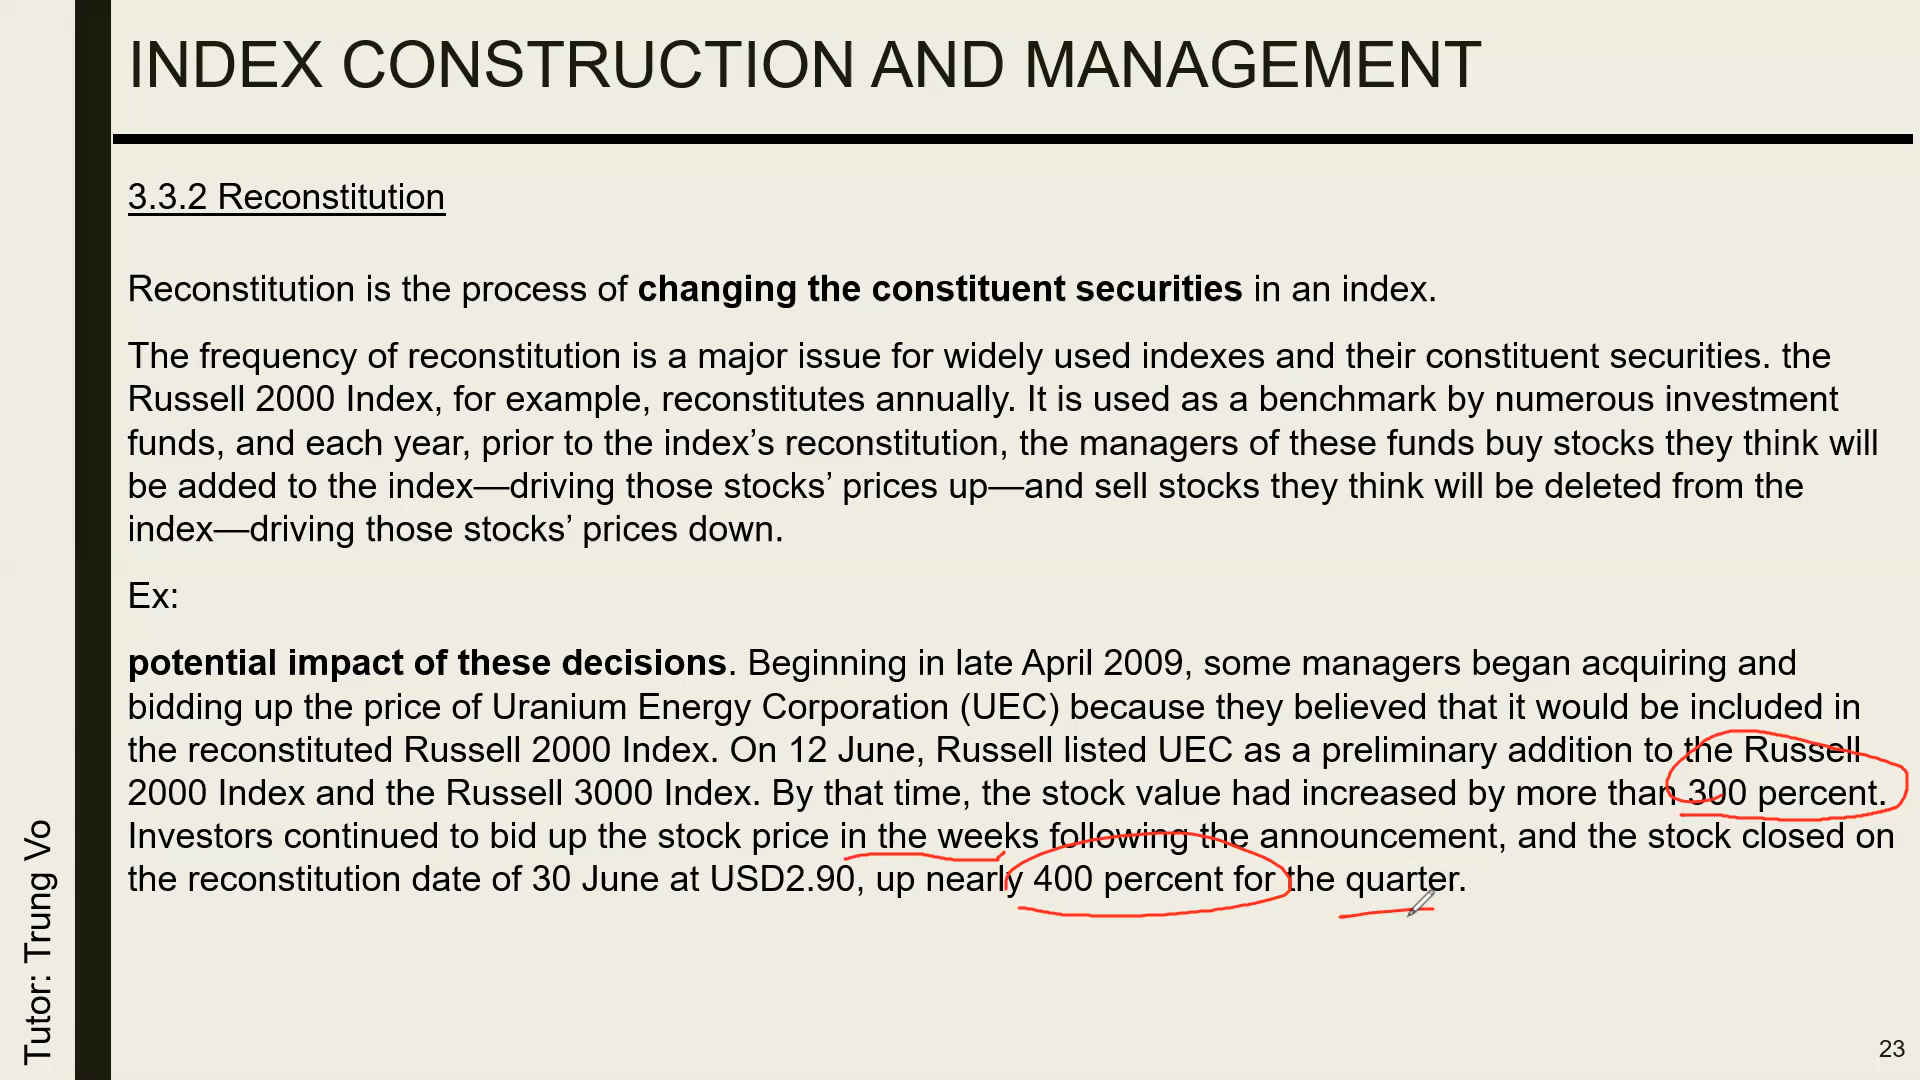 INDEX CONSTRUCTION AND MANAGEMENT
3.3.2 Reconstitution
Reconstitution is the process of changing the constituent securities in an index.
The frequency of reconstitution is a major issue for widely used indexes and their constituent securities. the
Russell 2000 Index, for example, reconstitutes annually. It is used as a benchmark by numerous investment
funds, and each year, prior to the index’s reconstitution, the managers of these funds buy stocks they think will
be added to the index—driving those stocks’ prices up—and sell stocks they think will be deleted from the
index—driving those stocks’ prices down.
Ex:
potential impact of these decisions. Beginning in late April 2009, some managers began acquiring and
bidding up the price of Uranium Energy Corporation (UEC) because they believed that it would be included in
the reconstituted Russell 2000 Index. On 12 June, Russell listed UEC as a preliminary addition to the Russell
2000 Index and the Russell 3000 Index. By that time, the stock value had increased by more than 300 percent.
Investors continued to bid up the stock price in the weeks following the announcement, and the stock closed on
the reconstitution date of 30 June at USD2.90, up nearly 400 percent for the quarter.
Tutor: Trung Vo
23